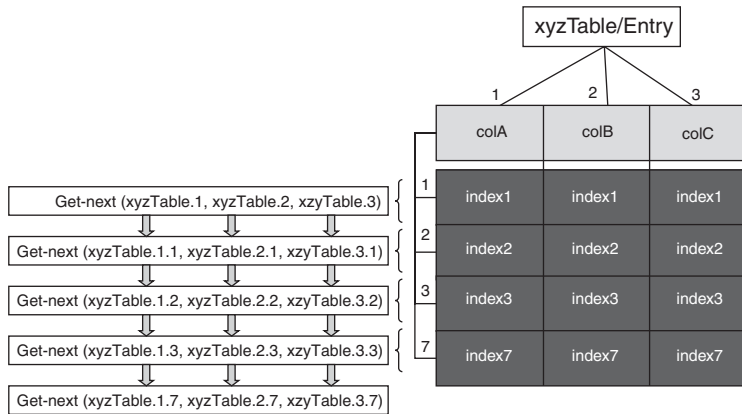 xyzTable/Entry
1 2 3
colA colB colC
Get-next (xyzTable.1, xyzTable.2, xzyTable.3)
1 index1 index1 index1
Get-next (xyzTable.1.1, xyzTable.2.1, xzyTable.3.1)
2 index2 index2 index2
Get-next (xyzTable.1.2, xyzTable.2.2, xzyTable.3.2)
3 index3 index3 index3
Get-next (xyzTable.1.3, xyzTable.2.3, xzyTable.3.3)
7 index7 index7 index7
Get-next (xyzTable.1.7, xyzTable.2.7, xzyTable.3.7)